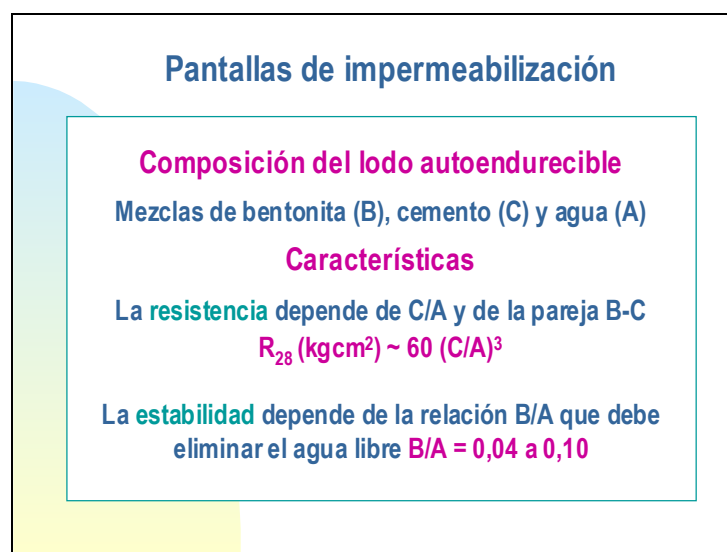 Pantallas de impermeabilización
Composición del lodo autoendurecible
Mezclas de bentonita (B), cemento (C) y agua (A)
Características
La resistencia depende de C/A y de la pareja B-C
R₂₈ (kgcm²) ~ 60 (C/A)³
La estabilidad depende de la relación B/A que debe
eliminar el agua libre B/A = 0,04 a 0,10